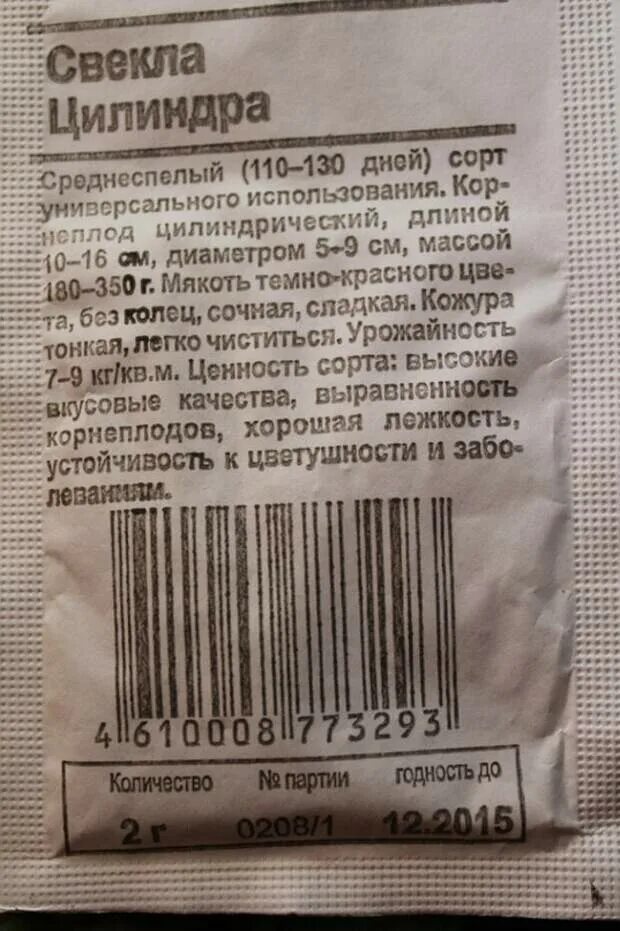 Свекла
Цилиндра
Среднеспелый (110–130 дней) сорт
универсального использования. Кор-
неплод цилиндрический, длиной
10–16 см, диаметром 5–9 см, массой
180–350 г. Мякоть темно-красного цве-
та, без колец, сочная, сладкая. Кожура
тонкая, легко чиститься. Урожайность
7–9 кг/кв.м. Ценность сорта: высокие
вкусовые качества, выравненность
корнеплодов, хорошая лежкость,
устойчивость к цветушности и забо-
леваниям.
4 610008 773293
Количество № партии годность до
2 г 0208/1 12.2015